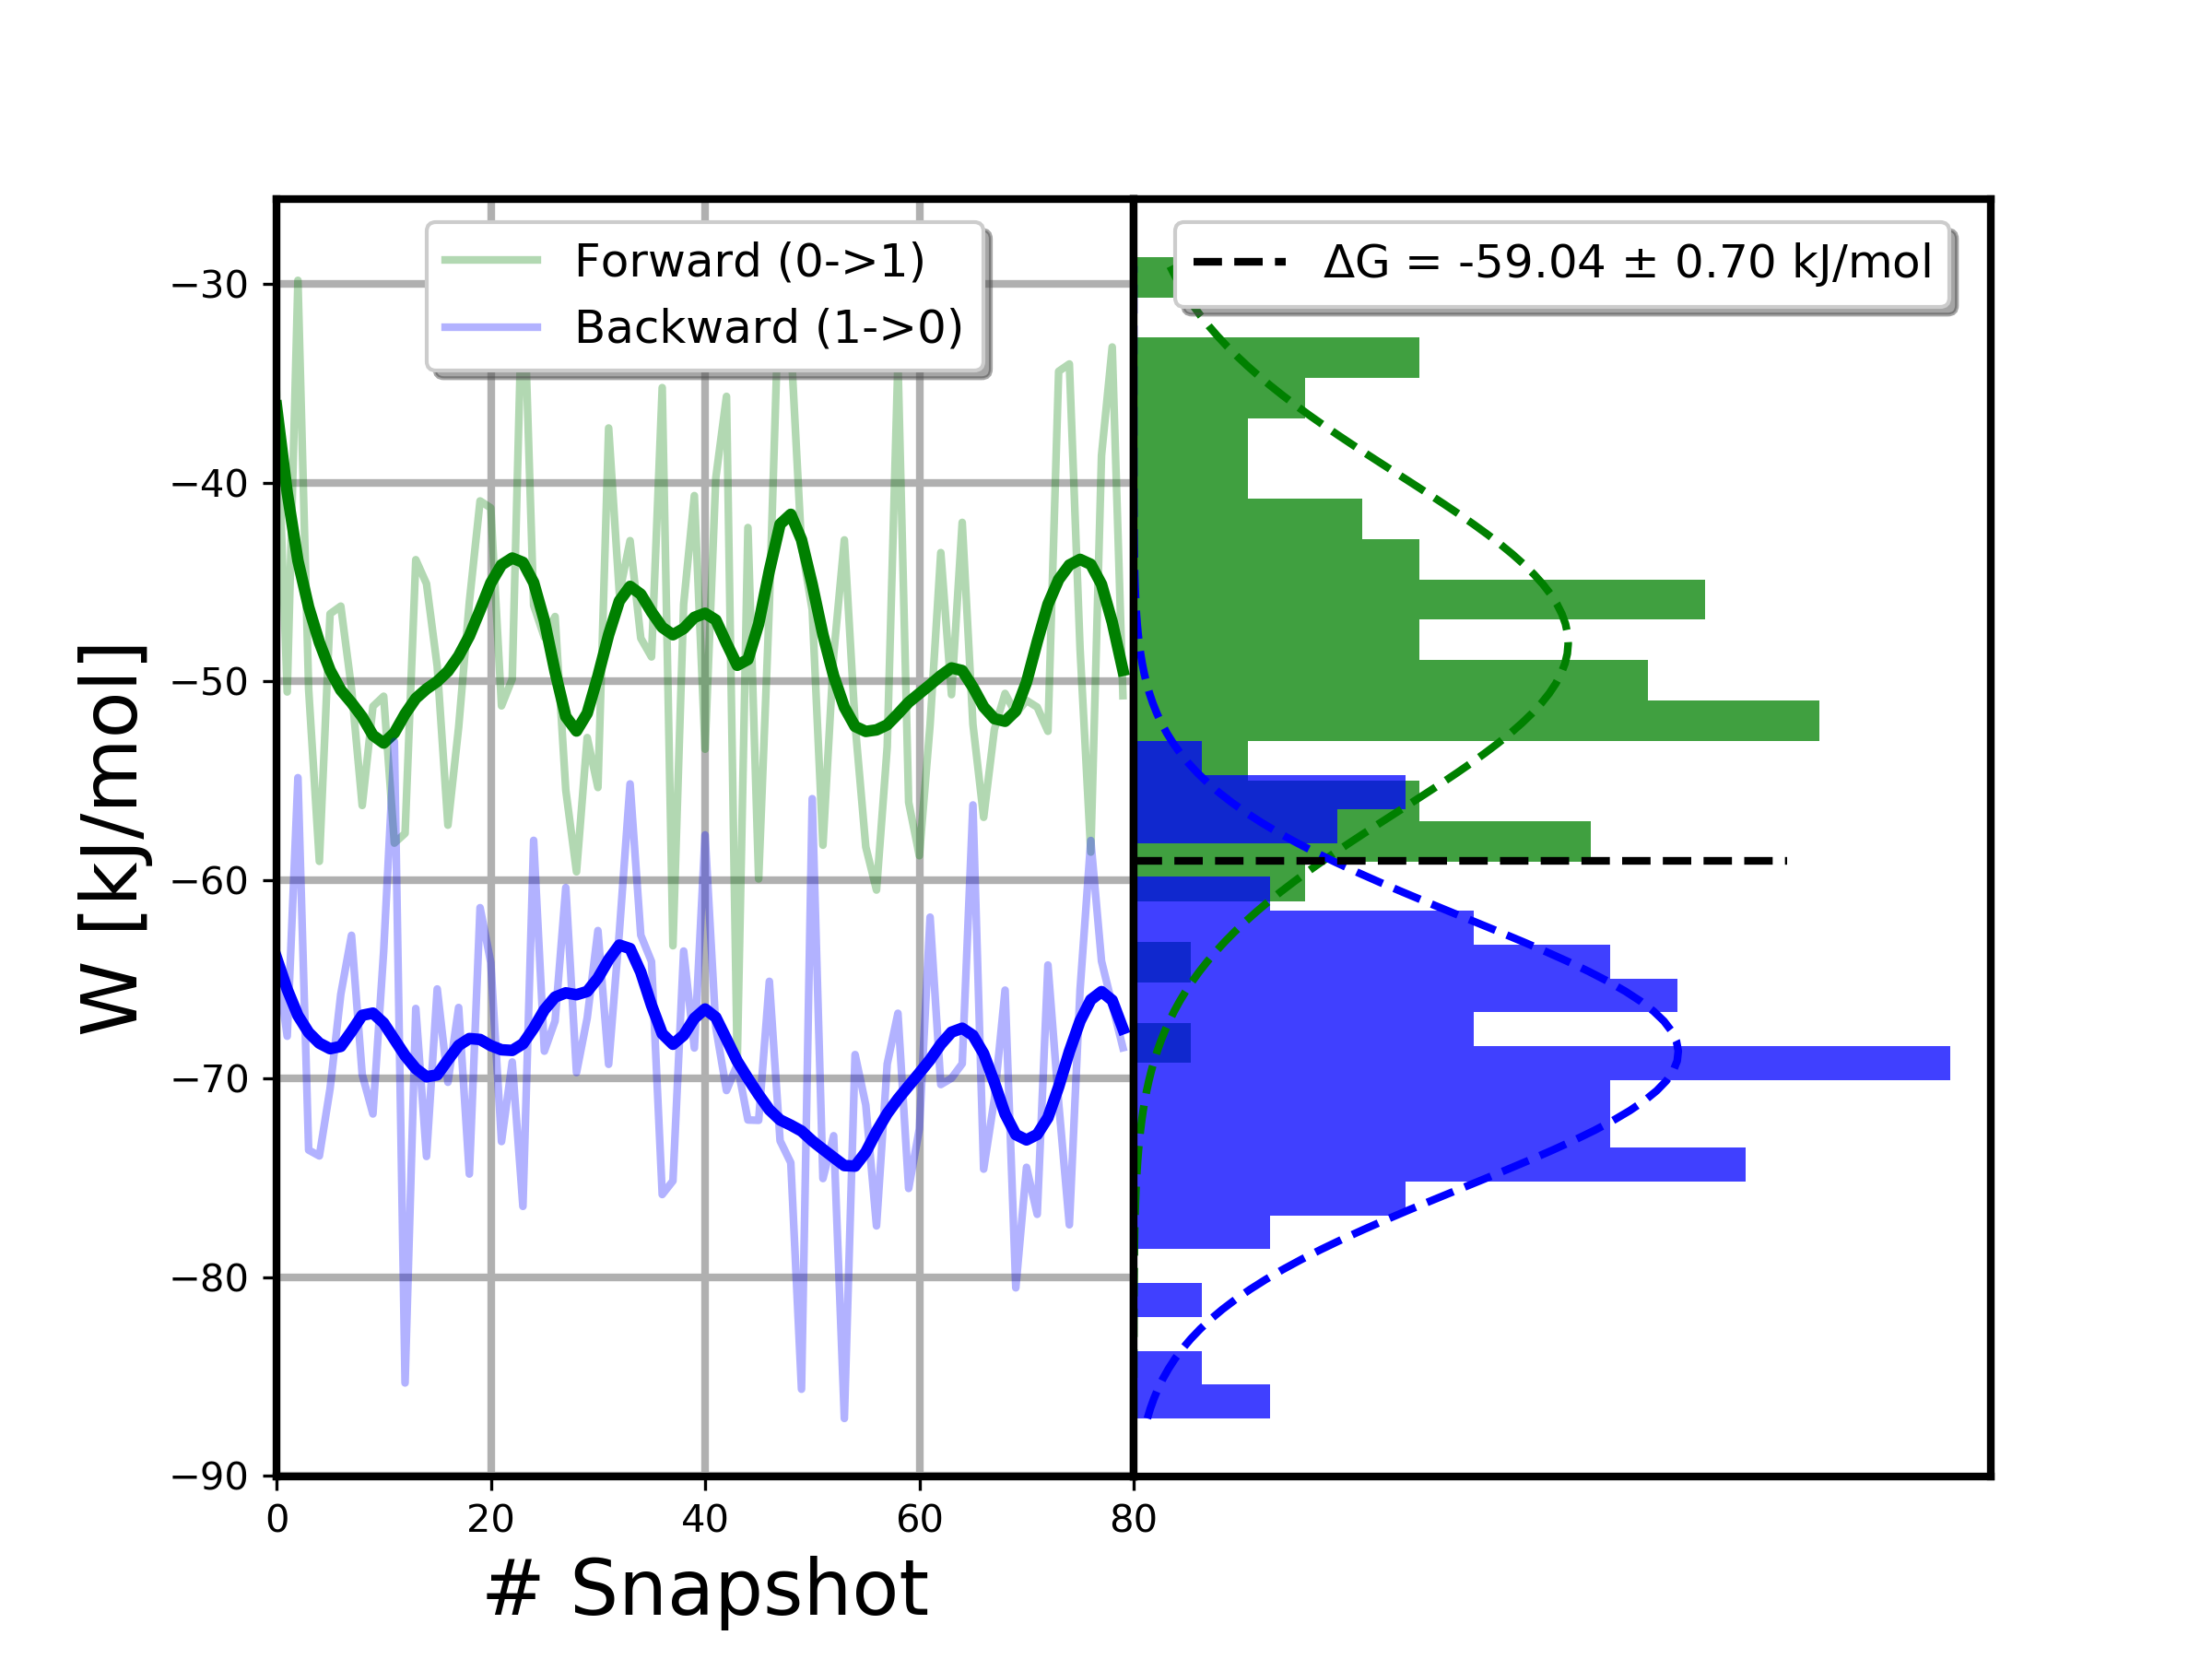 Forward (0->1)
Backward (1->0)
ΔG = -59.04 ± 0.70 kJ/mol
W [kJ/mol]
−30
−40
−50
−60
−70
−80
−90
0 20 40 60 80
# Snapshot